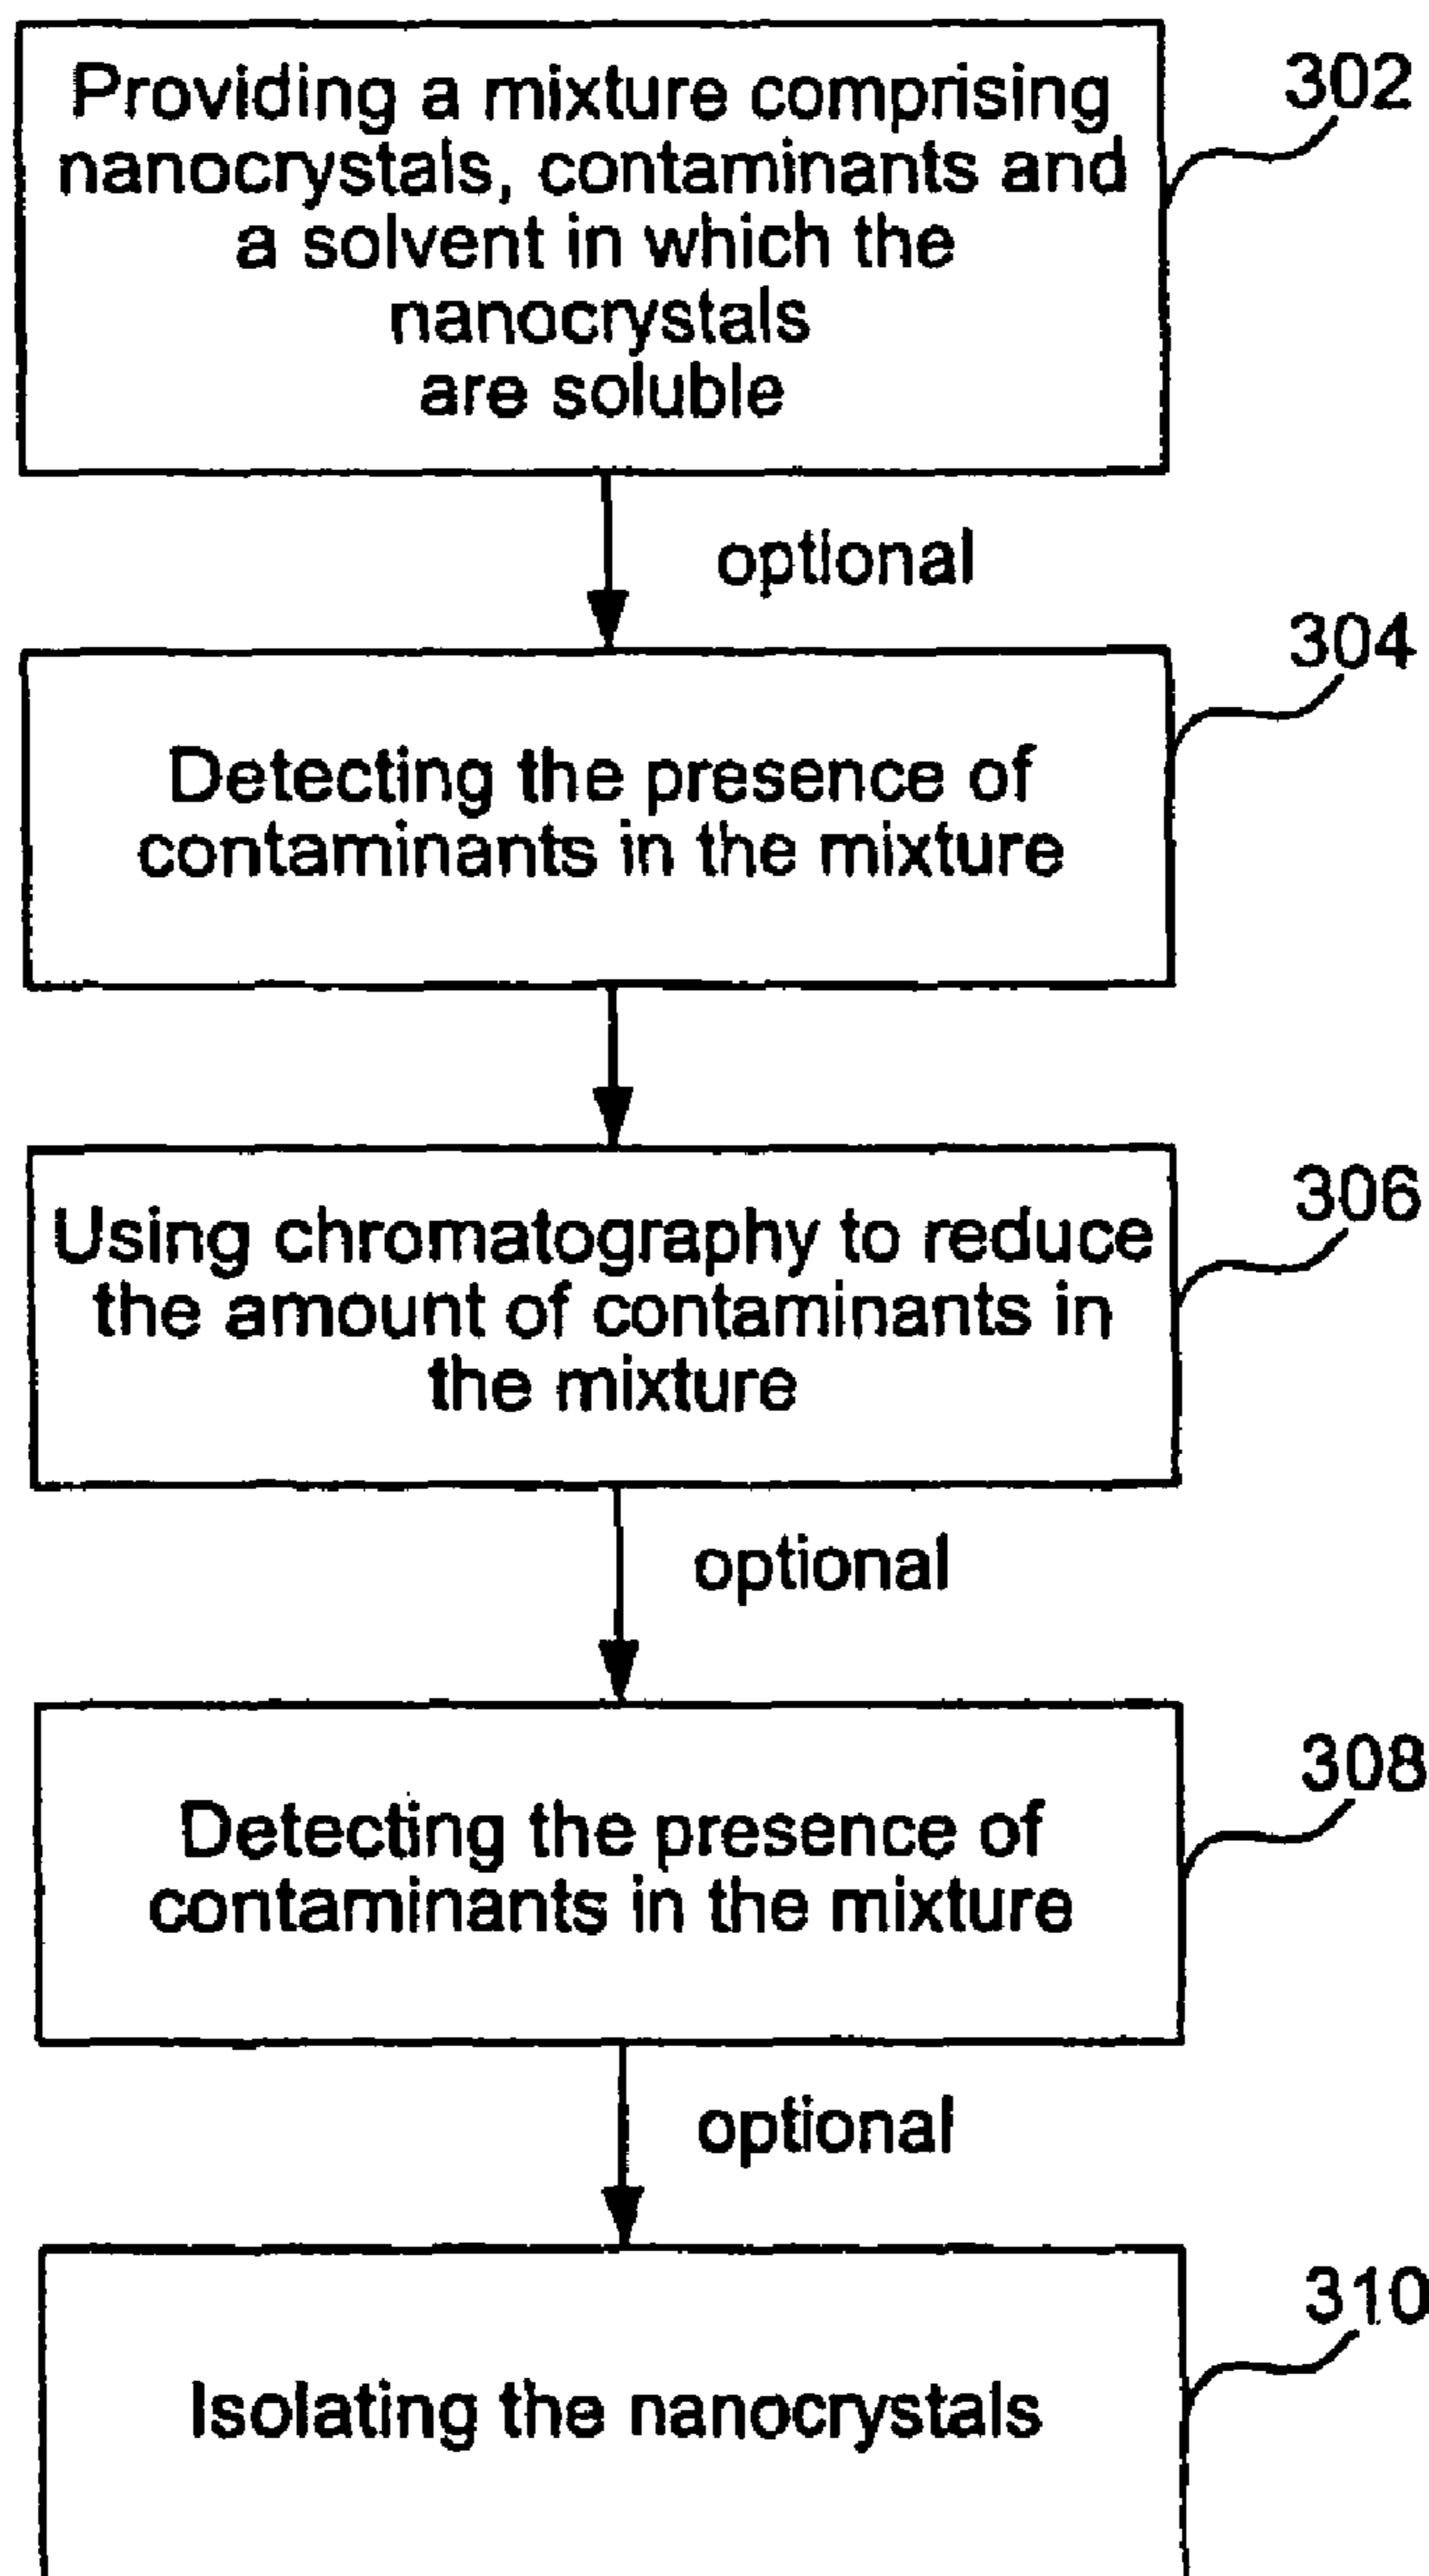 Providing a mixture comprising
302
nanocrystals, contaminants and
a solvent in which the
nanocrystals
are soluble
optional
304
Detecting the presence of
contaminants in the mixture
306
Using chromatography to reduce
the amount of contaminants in
the mixture
optional
308
Detecting the presence of
contaminants in the mixture
optional
310
Isolating the nanocrystals